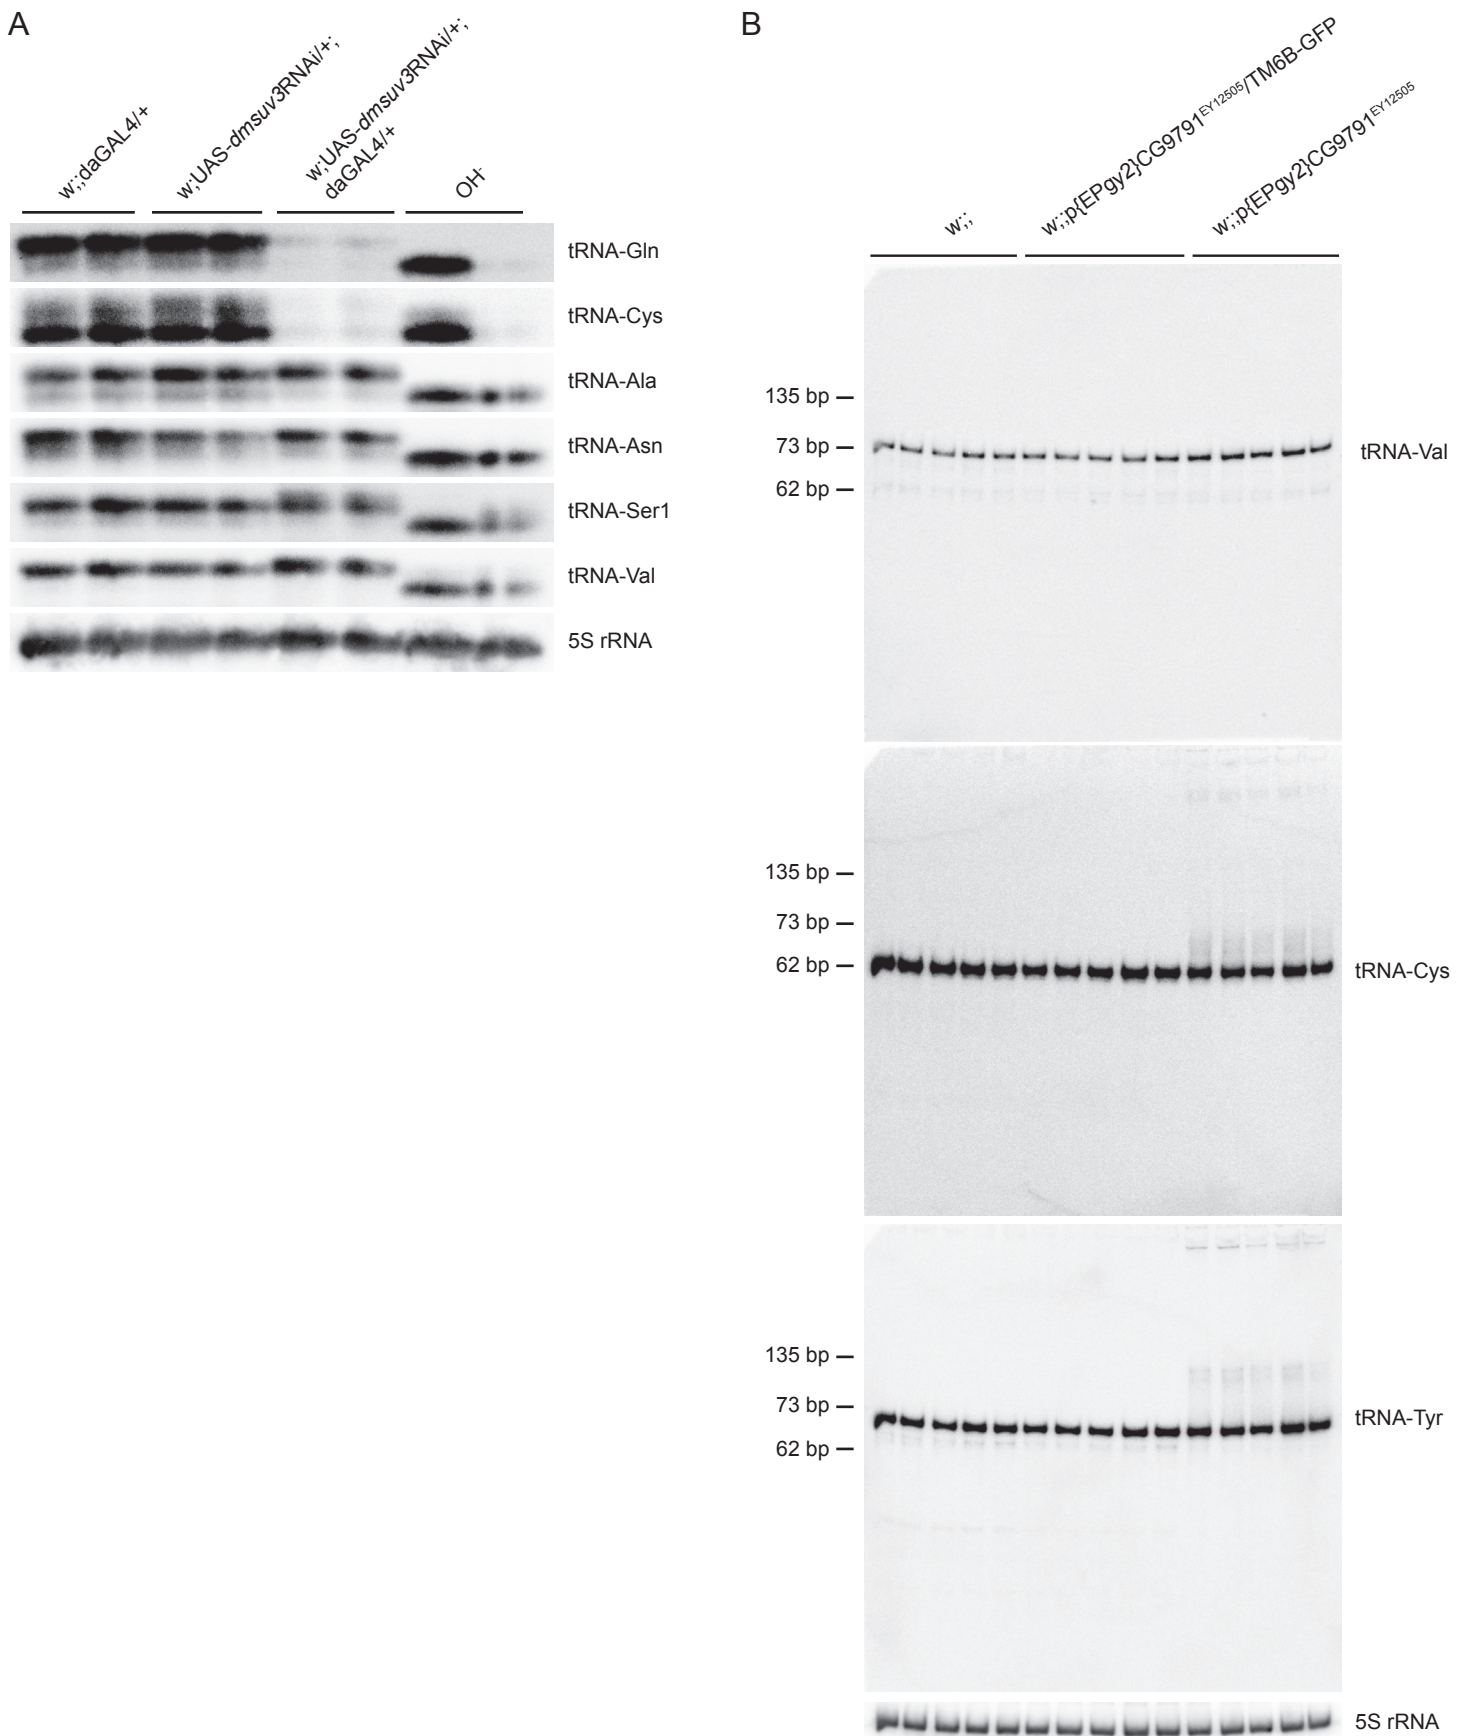 A
w;;daGAL4/+
w;UAS-dmsuv3RNAi/+;
w;UAS-dmsuv3RNAi/+;
daGAL4/+
OH-
tRNA-Gln
tRNA-Cys
tRNA-Ala
tRNA-Asn
tRNA-Ser1
tRNA-Val
5S rRNA
B
w;;
w;;p{EPgy2}CG9791EY12505/TM6B-GFP
w;;p{EPgy2}CG9791EY12505
135 bp
73 bp
62 bp
tRNA-Val
135 bp
73 bp
62 bp
tRNA-Cys
135 bp
73 bp
62 bp
tRNA-Tyr
5S rRNA